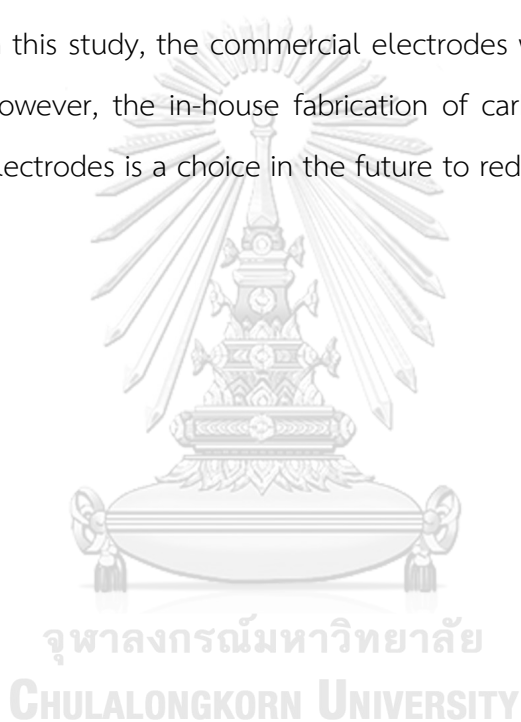 this study, the commercial electrodes
owever, the in-house fabrication of car
lectrodes is a choice in the future to red
จุฬาลงกรณ์มหาวิทยาลัย
CHULALONGKORN UNIVERSITY